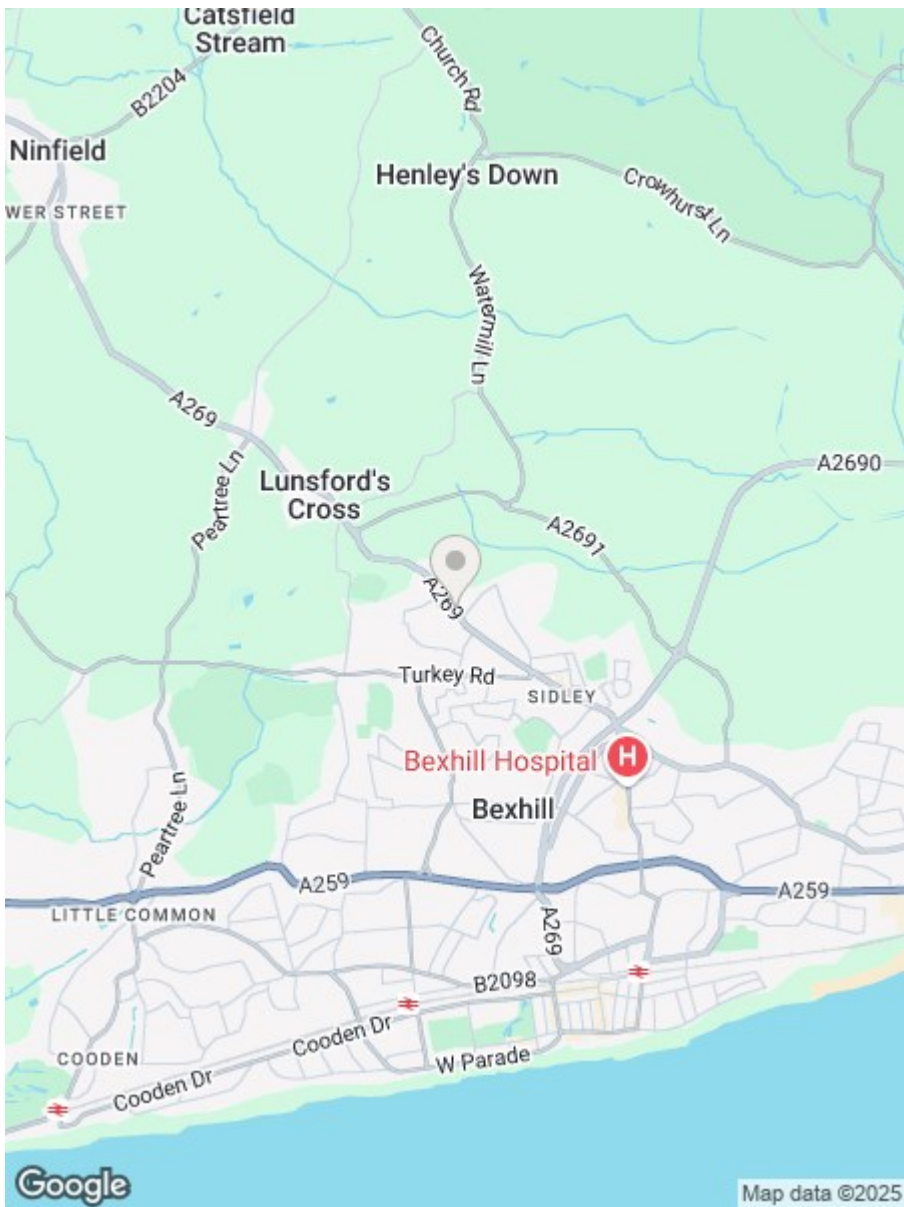 Catsfield
Stream
Church Rd
B2204
Ninfield
Henley's Down
Crowhurst Ln
WER STREET
Watermill Ln
A269
A2690
Lunsford's
Cross
Peartree Ln
A2691
A269
Turkey Rd
SIDLEY
Bexhill Hospital
H
Bexhill
Peartree Ln
A259
A259
LITTLE COMMON
A269
B2098
Cooden Dr
W Parade
COODEN
Cooden Dr
Google
Map data ©2025